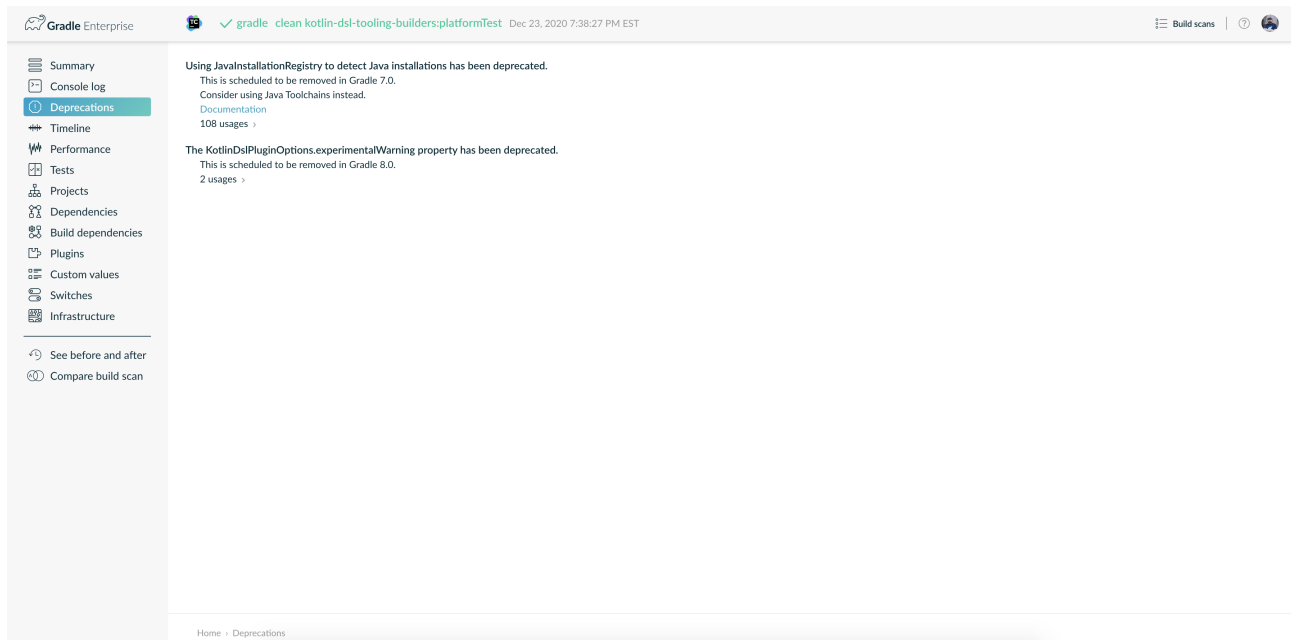 Gradle Enterprise
TC
gradle clean kotlin-dsl-tooling-builders:platformTest Dec 23, 2020 7:38:27 PM EST
Build scans
Summary
Console log
Deprecations
Timeline
Performance
Tests
Projects
Dependencies
Build dependencies
Plugins
Custom values
Switches
Infrastructure
See before and after
Compare build scan
Using JavaInstallationRegistry to detect Java installations has been deprecated.
This is scheduled to be removed in Gradle 7.0.
Consider using Java Toolchains instead.
Documentation
108 usages ›
The KotlinDslPluginOptions.experimentalWarning property has been deprecated.
This is scheduled to be removed in Gradle 8.0.
2 usages ›
Home › Deprecations